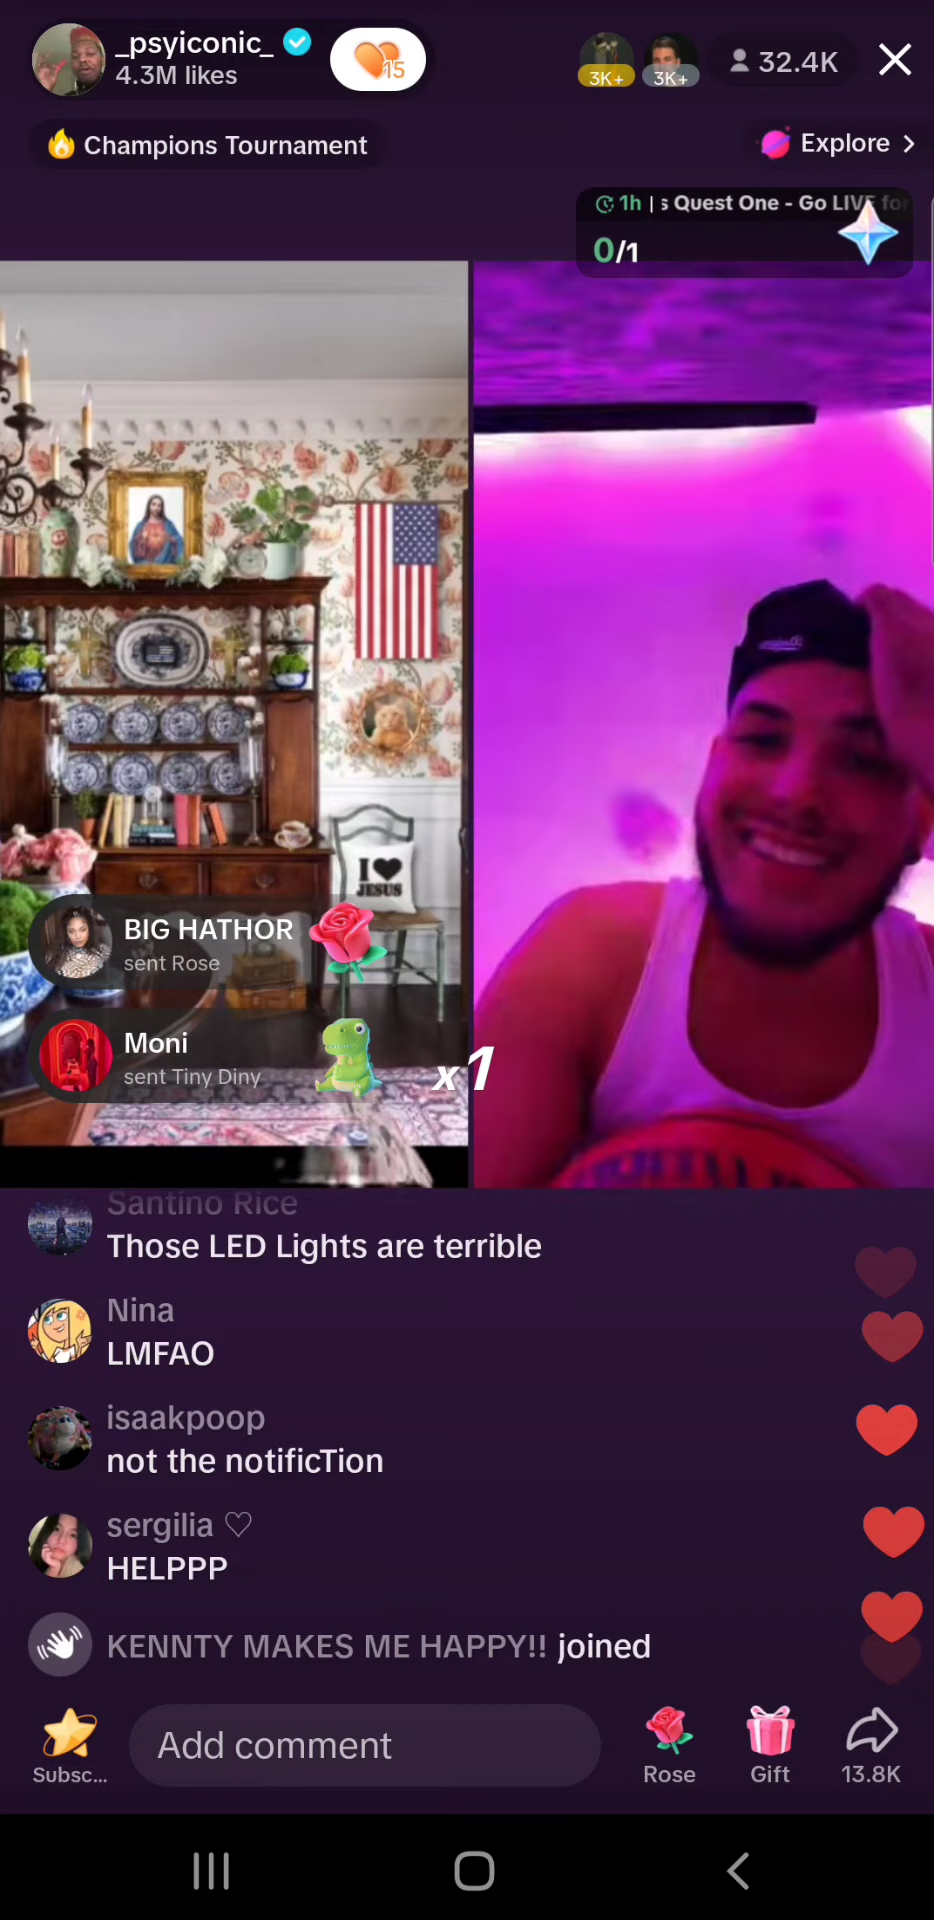 _psyiconic_
4.3M likes
15
3K+
3K+
32.4K
Champions Tournament
Explore
1h | s Quest One - Go LIVE for
0/1
I ❤ JESUS
BIG HATHOR
sent Rose
Moni
sent Tiny Diny
x1
Santino Rice
Those LED Lights are terrible
Nina
LMFAO
isaakpoop
not the notificTion
sergilia ♡
HELPPP
KENNTY MAKES ME HAPPY!! joined
Subsc...
Add comment
Rose
Gift
13.8K